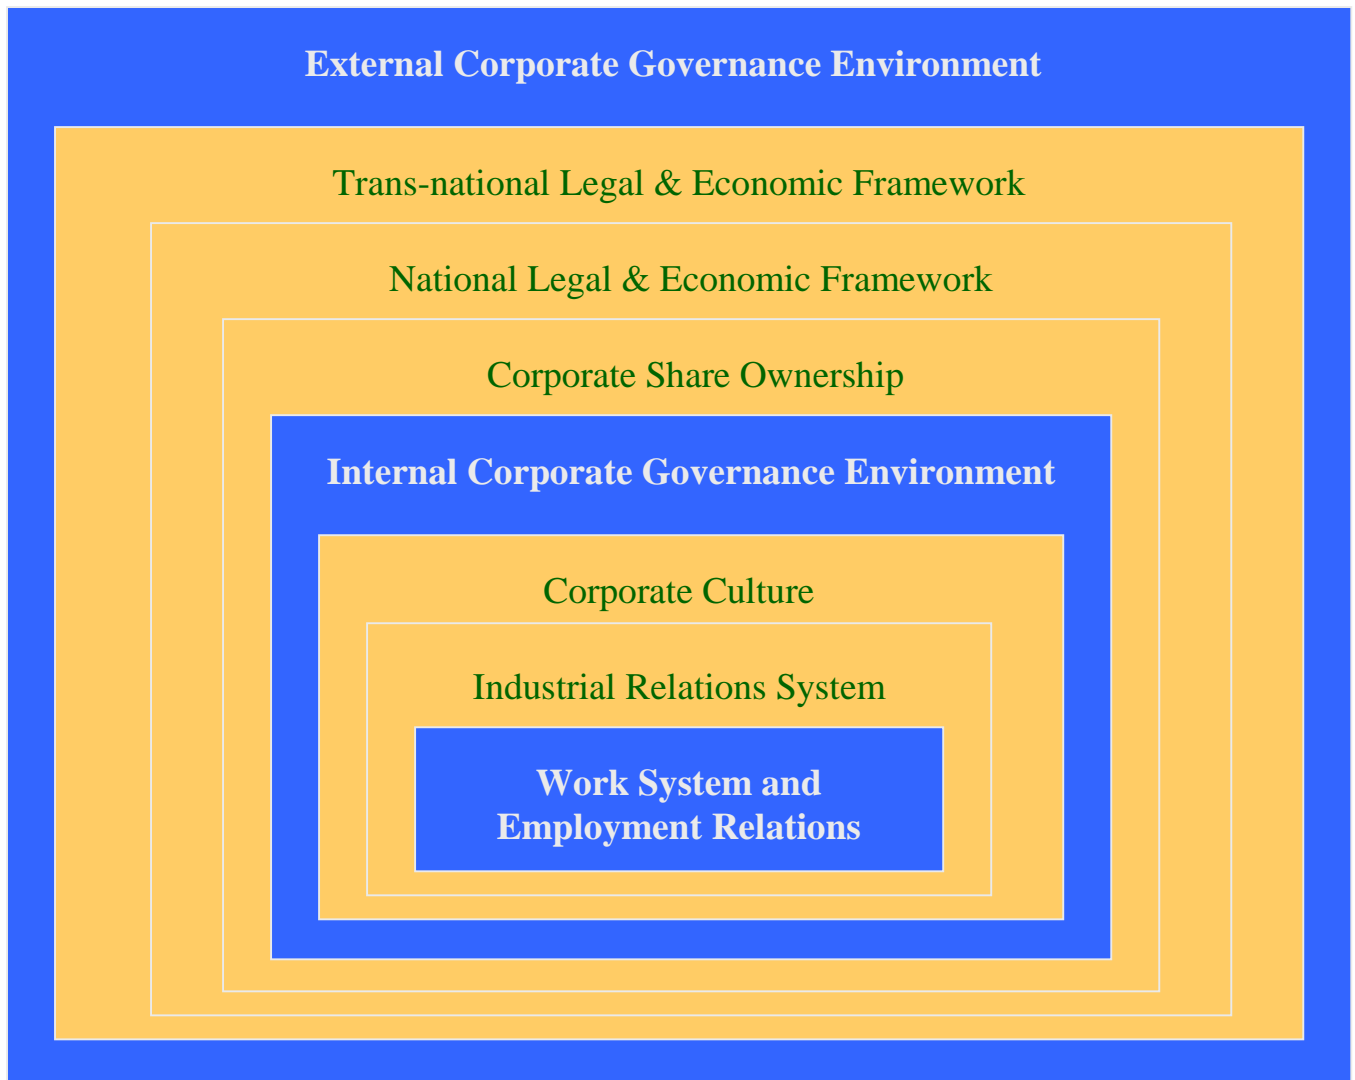 External Corporate Governance Environment
Trans-national Legal & Economic Framework
National Legal & Economic Framework
Corporate Share Ownership
Internal Corporate Governance Environment
Corporate Culture
Industrial Relations System
Work System and
Employment Relations